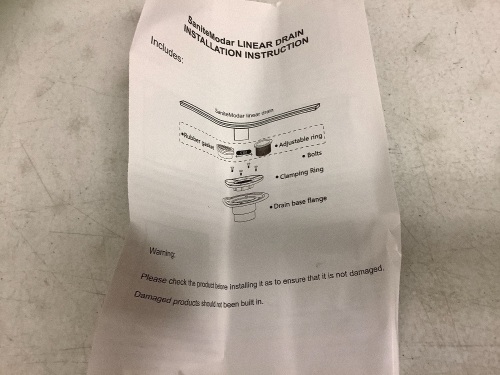 SaniteModar LINEAR DRAIN
INSTALLATION INSTRUCTION
Includes:
SaniteModar linear drain
•Rubber gasket
•Adjustable ring
•Bolts
•Clamping Ring
•Drain base flange
Warning:
Please check the product before installing it as to ensure that it is not damaged.
Damaged products should not been built in.